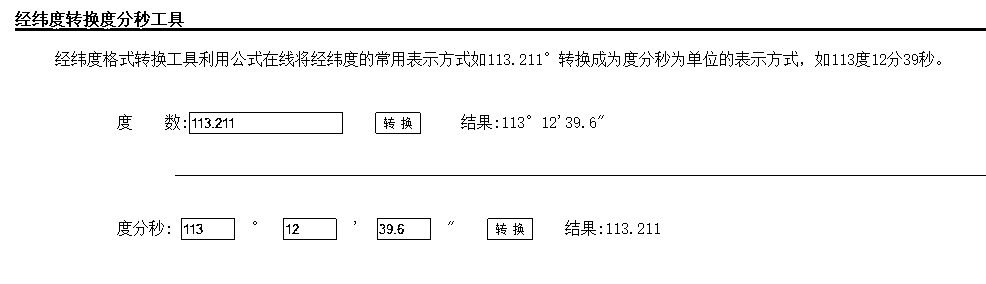 经纬度转换度分秒工具
经纬度格式转换工具利用公式在线将经纬度的常用表示方式如113.211°转换成为度分秒为单位的表示方式，如113度12分39秒。
度 数:113.211 转 换 结果:113°12'39.6"
度分秒: 113 ° 12 ' 39.6 " 转 换 结果:113.211